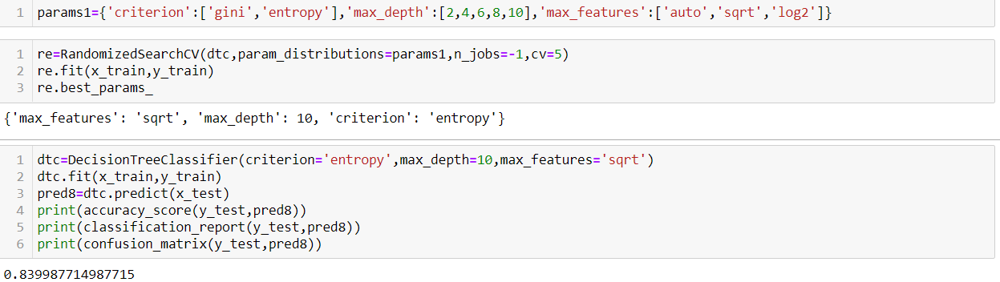 1 params1={'criterion':['gini','entropy'],'max_depth':[2,4,6,8,10],'max_features':['auto','sqrt','log2']}
1 re=RandomizedSearchCV(dtc,param_distributions=params1,n_jobs=-1,cv=5)
2 re.fit(x_train,y_train)
3 re.best_params_
{'max_features': 'sqrt', 'max_depth': 10, 'criterion': 'entropy'}
1 dtc=DecisionTreeClassifier(criterion='entropy',max_depth=10,max_features='sqrt')
2 dtc.fit(x_train,y_train)
3 pred8=dtc.predict(x_test)
4 print(accuracy_score(y_test,pred8))
5 print(classification_report(y_test,pred8))
6 print(confusion_matrix(y_test,pred8))
0.839987714987715